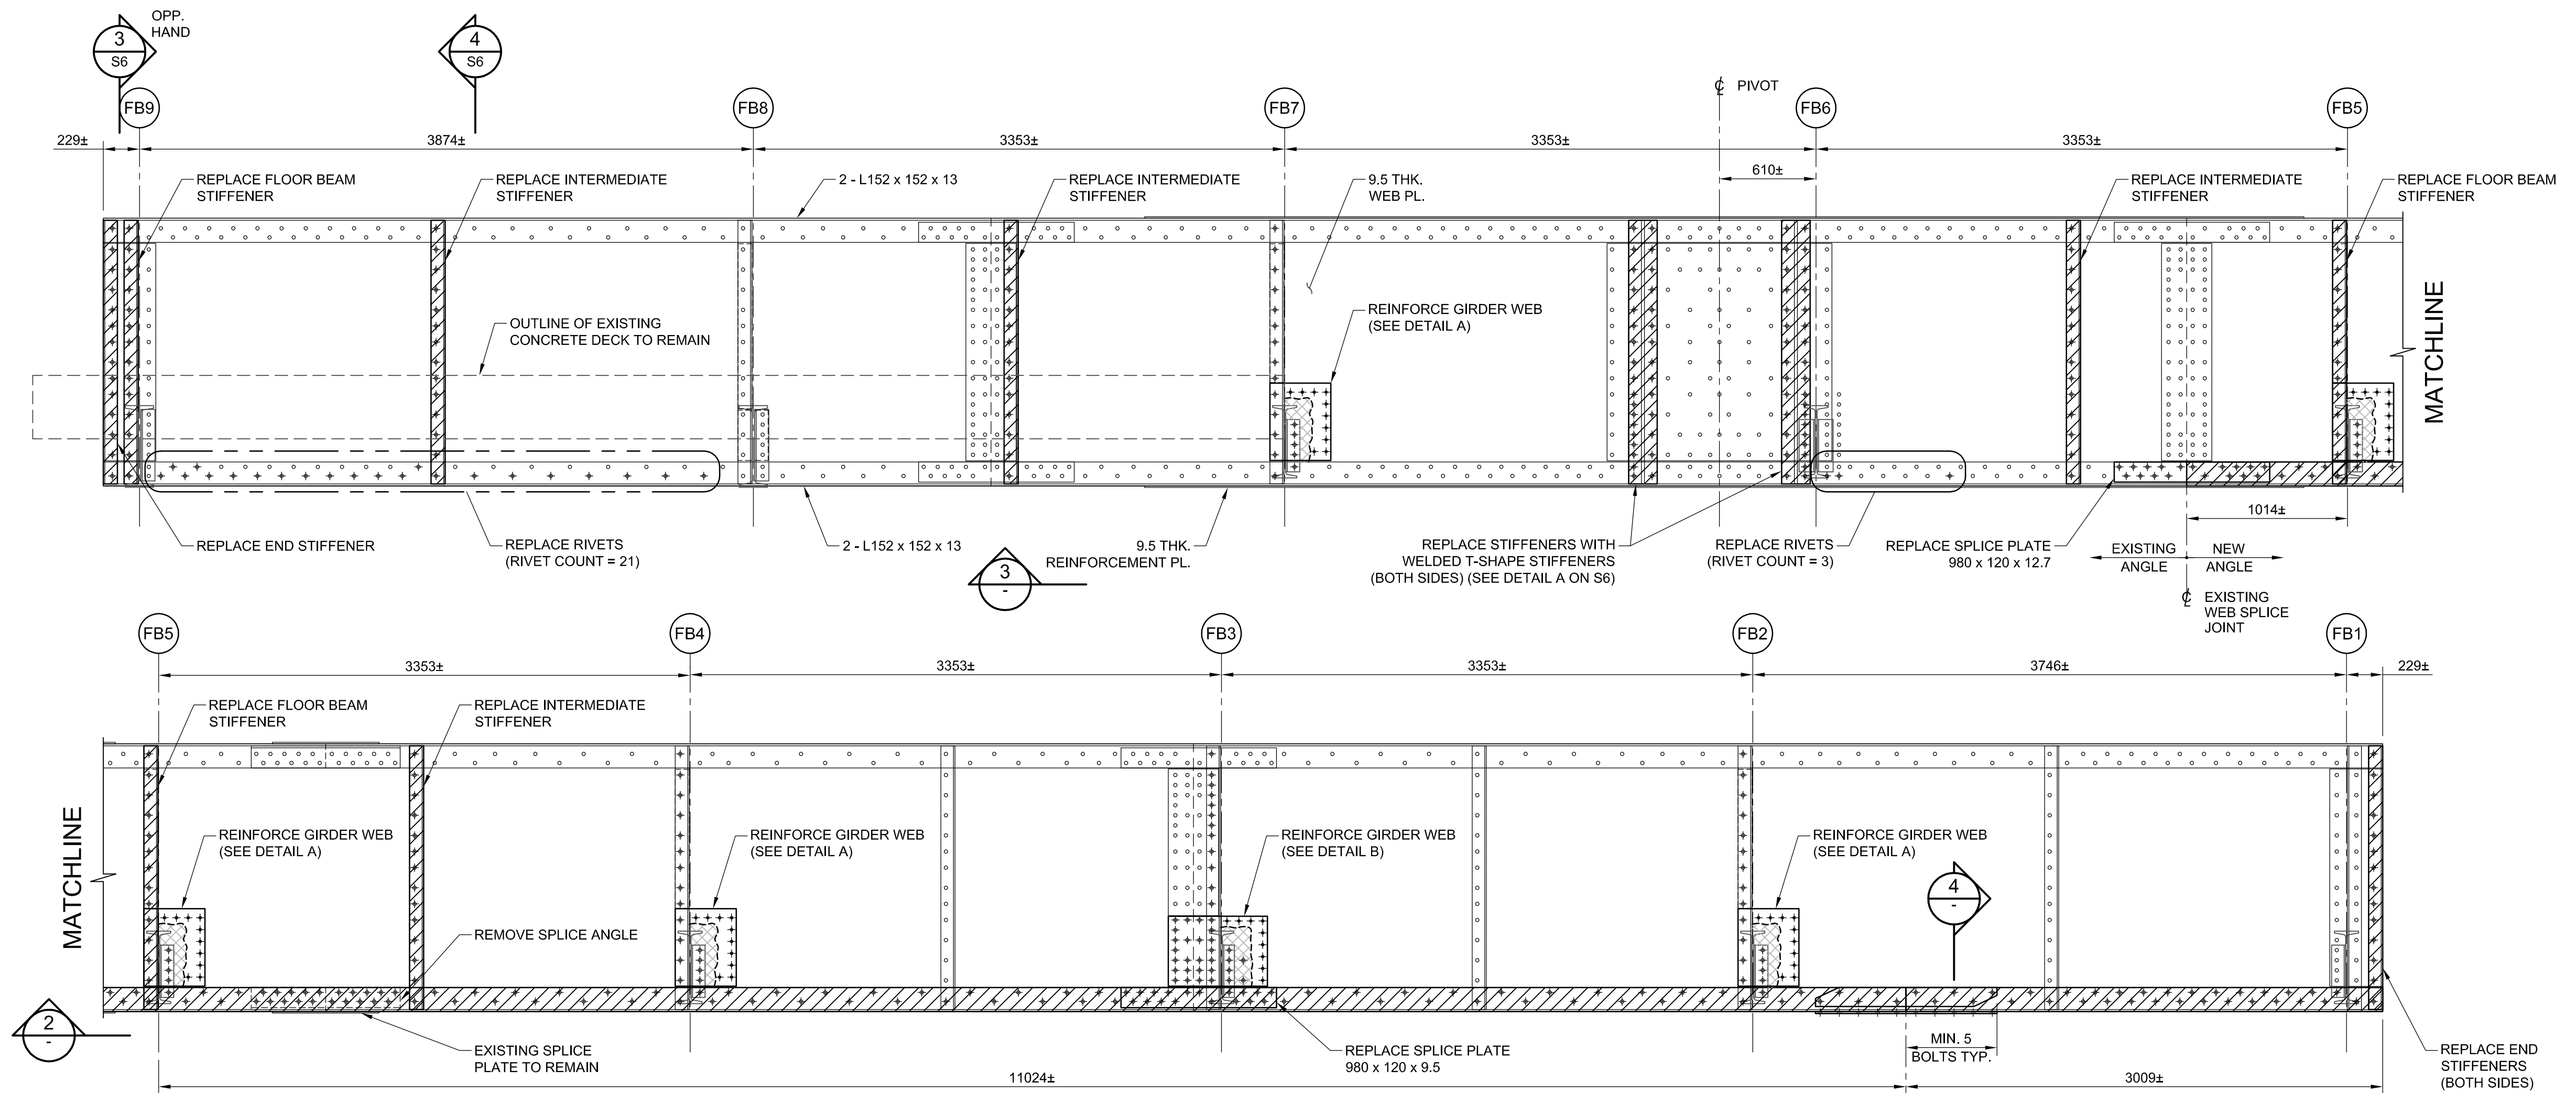 OPP.
HAND
3
S6
4
S6
℄ PIVOT
FB9
FB8
FB7
FB6
FB5
229±
3874±
3353±
3353±
3353±
610±
REPLACE FLOOR BEAM
STIFFENER
REPLACE INTERMEDIATE
STIFFENER
2 - L152 x 152 x 13
REPLACE INTERMEDIATE
STIFFENER
9.5 THK.
WEB PL.
REPLACE INTERMEDIATE
STIFFENER
REPLACE FLOOR BEAM
STIFFENER
OUTLINE OF EXISTING
CONCRETE DECK TO REMAIN
REINFORCE GIRDER WEB
(SEE DETAIL A)
MATCHLINE
1014±
REPLACE END STIFFENER
REPLACE RIVETS
(RIVET COUNT = 21)
2 - L152 x 152 x 13
9.5 THK.
REINFORCEMENT PL.
REPLACE STIFFENERS WITH
WELDED T-SHAPE STIFFENERS
(BOTH SIDES) (SEE DETAIL A ON S6)
REPLACE RIVETS
(RIVET COUNT = 3)
REPLACE SPLICE PLATE
980 x 120 x 12.7
EXISTING
ANGLE
NEW
ANGLE
3
-
℄ EXISTING
WEB SPLICE
JOINT
FB5
FB4
FB3
FB2
FB1
3353±
3353±
3353±
3746±
229±
REPLACE FLOOR BEAM
STIFFENER
REPLACE INTERMEDIATE
STIFFENER
MATCHLINE
REINFORCE GIRDER WEB
(SEE DETAIL A)
REINFORCE GIRDER WEB
(SEE DETAIL A)
REINFORCE GIRDER WEB
(SEE DETAIL B)
REINFORCE GIRDER WEB
(SEE DETAIL A)
4
-
REMOVE SPLICE ANGLE
2
-
EXISTING SPLICE
PLATE TO REMAIN
REPLACE SPLICE PLATE
980 x 120 x 9.5
MIN. 5
BOLTS TYP.
REPLACE END
STIFFENERS
(BOTH SIDES)
11024±
3009±